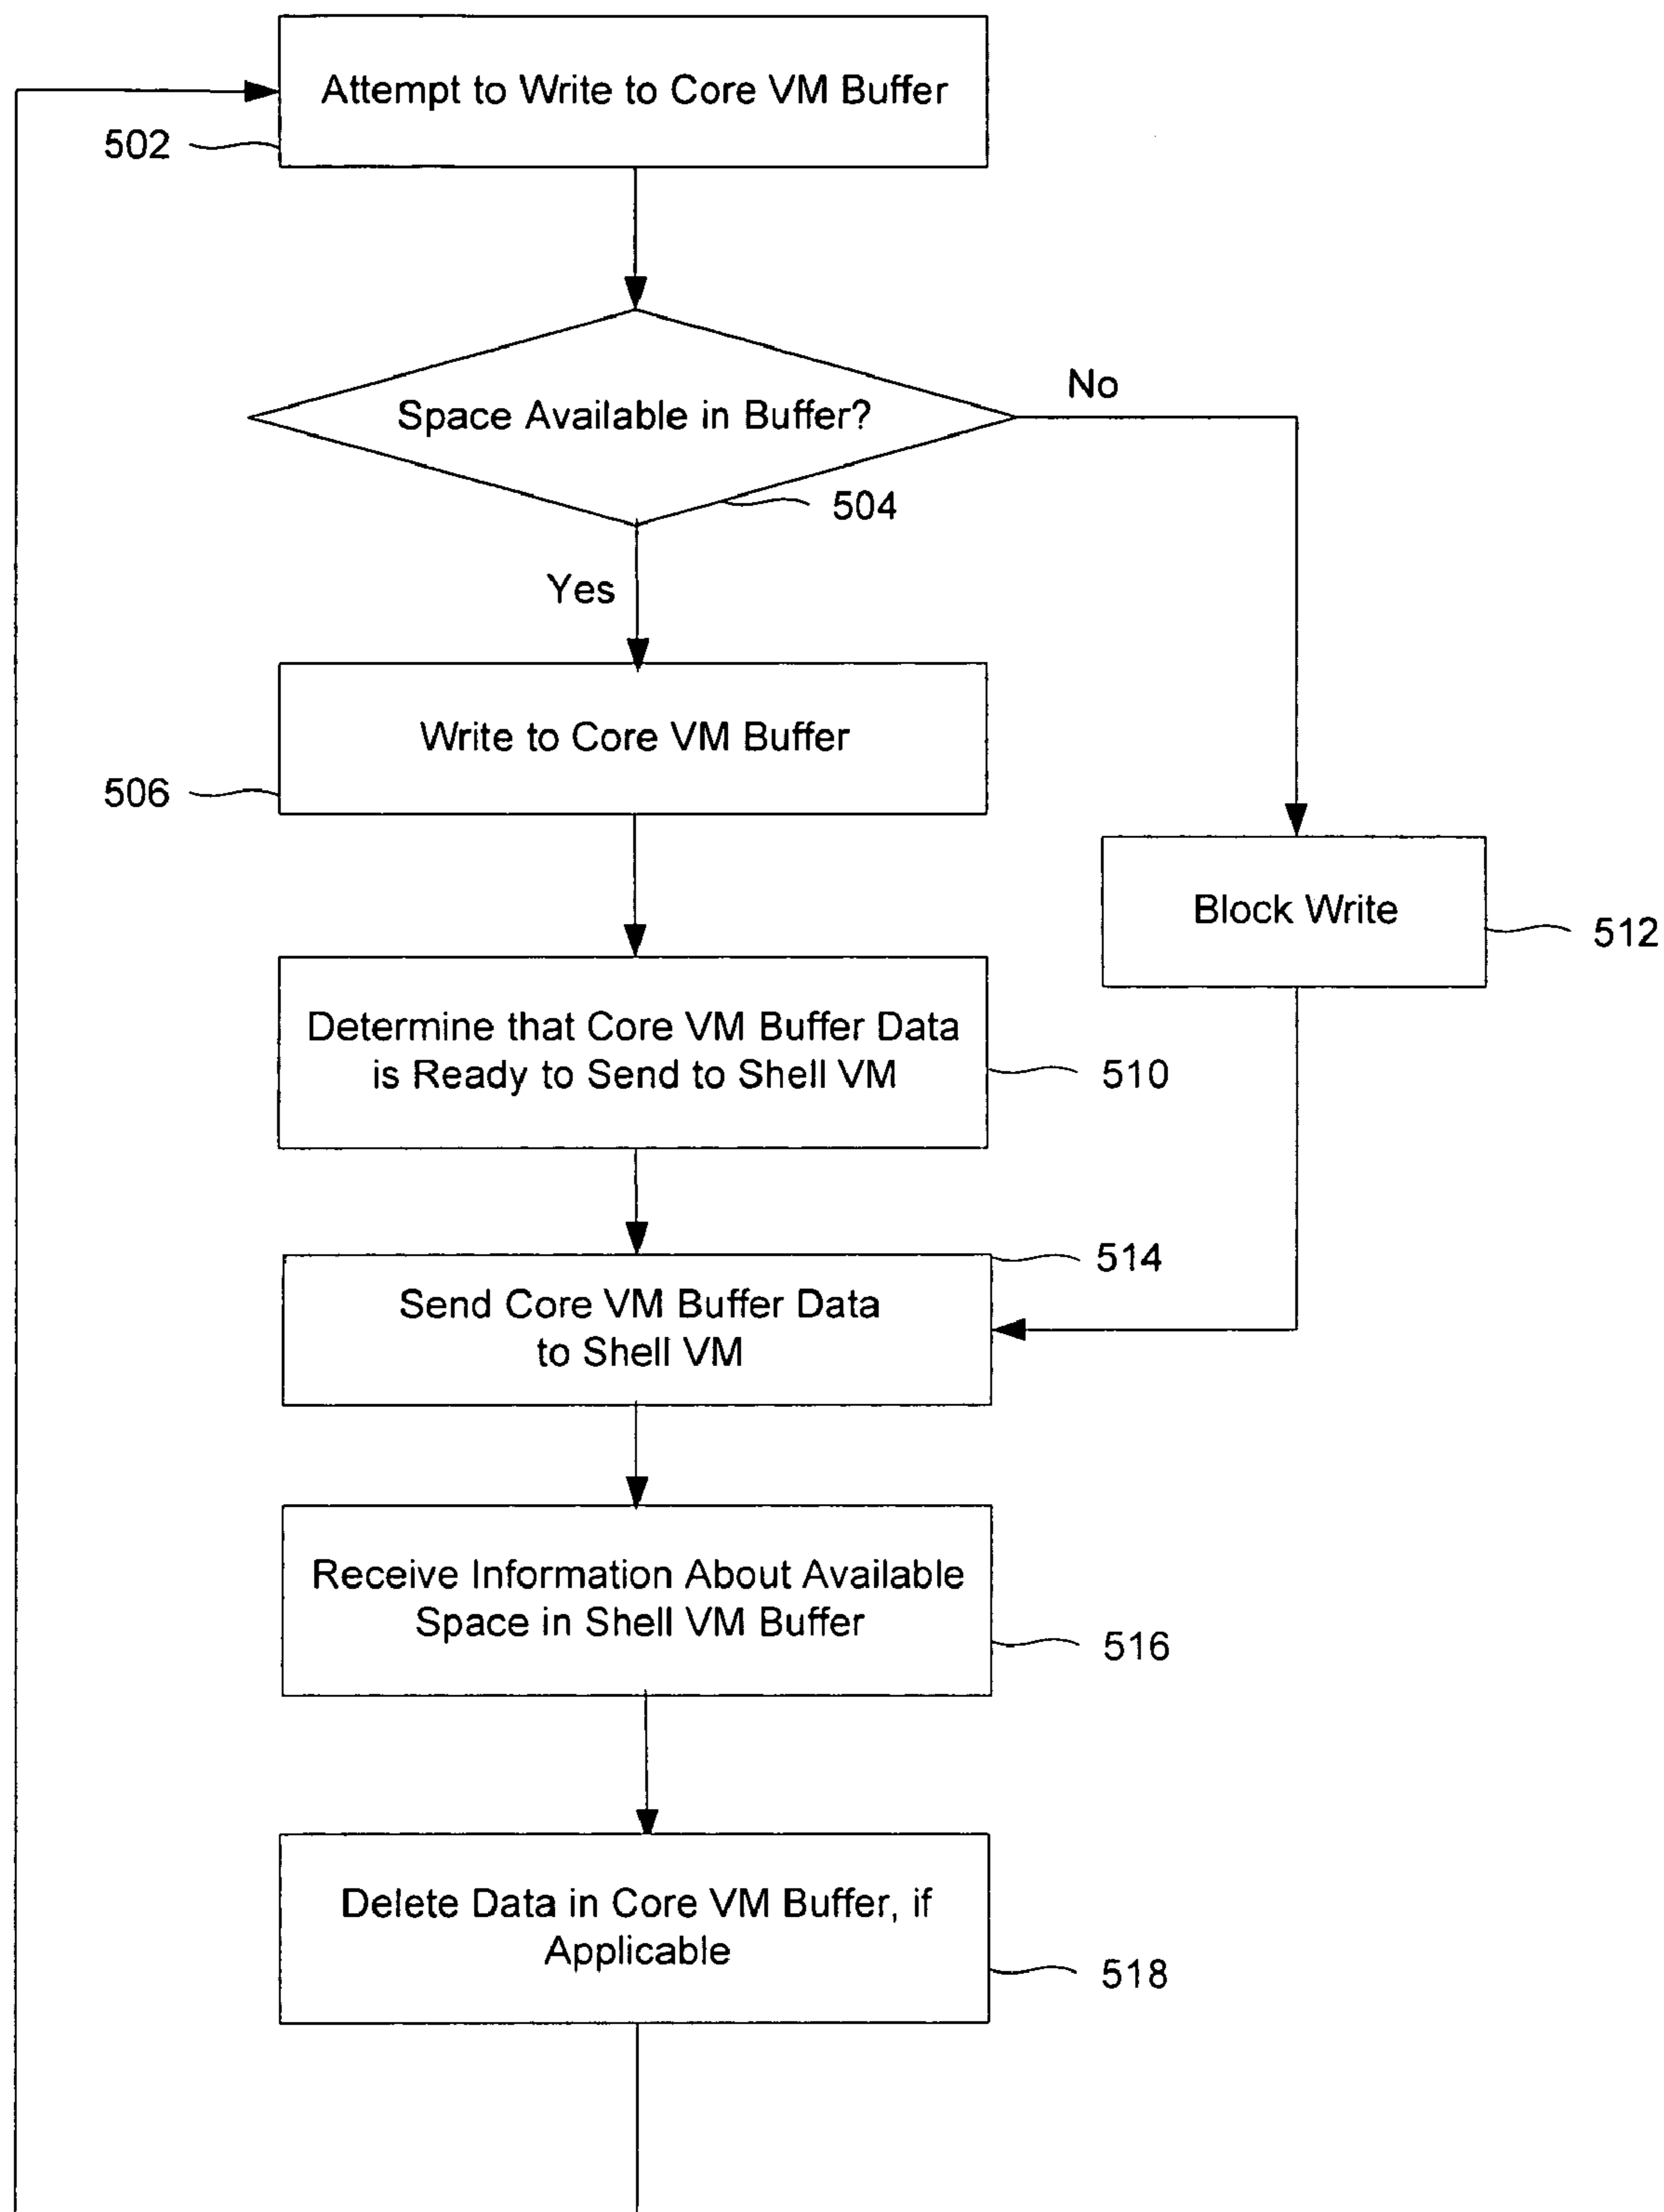 Attempt to Write to Core VM Buffer
502
Space Available in Buffer?
No
504
Yes
Write to Core VM Buffer
506
Block Write
512
Determine that Core VM Buffer Data
is Ready to Send to Shell VM
510
514
Send Core VM Buffer Data
to Shell VM
Receive Information About Available
Space in Shell VM Buffer
516
Delete Data in Core VM Buffer, if
Applicable
518